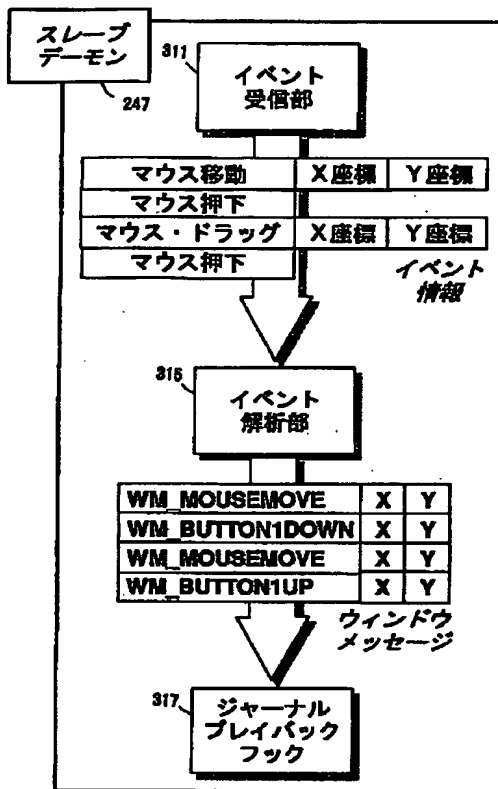 スレーブ
デーモン
247
311
イベント
受信部
マウス移動 X座標 Y座標
マウス押下
マウス・ドラッグ X座標 Y座標
マウス押下
イベント
情報
315
イベント
解析部
WM_MOUSEMOVE X Y
WM_BUTTON1DOWN X Y
WM_MOUSEMOVE X Y
WM_BUTTON1UP X Y
ウィンドウ
メッセージ
317
ジャーナル
プレイバック
フック